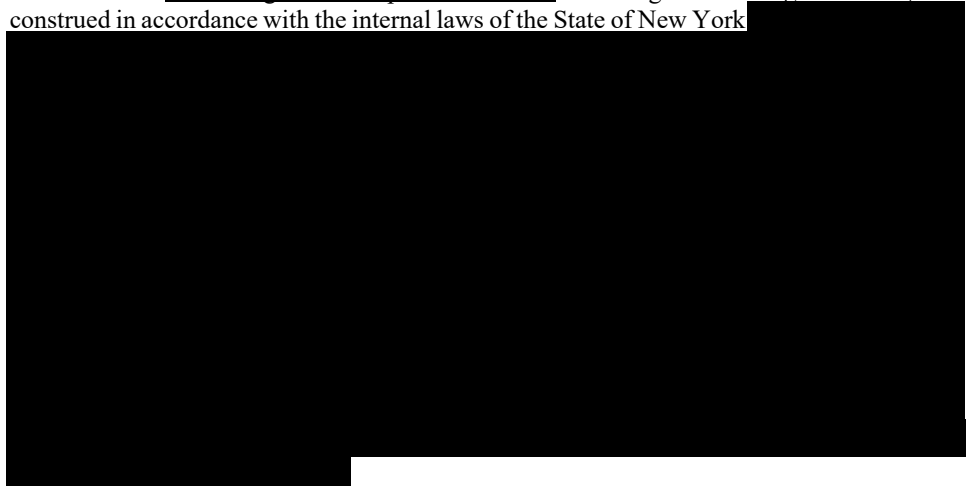 construed in accordance with the internal laws of the State of New York